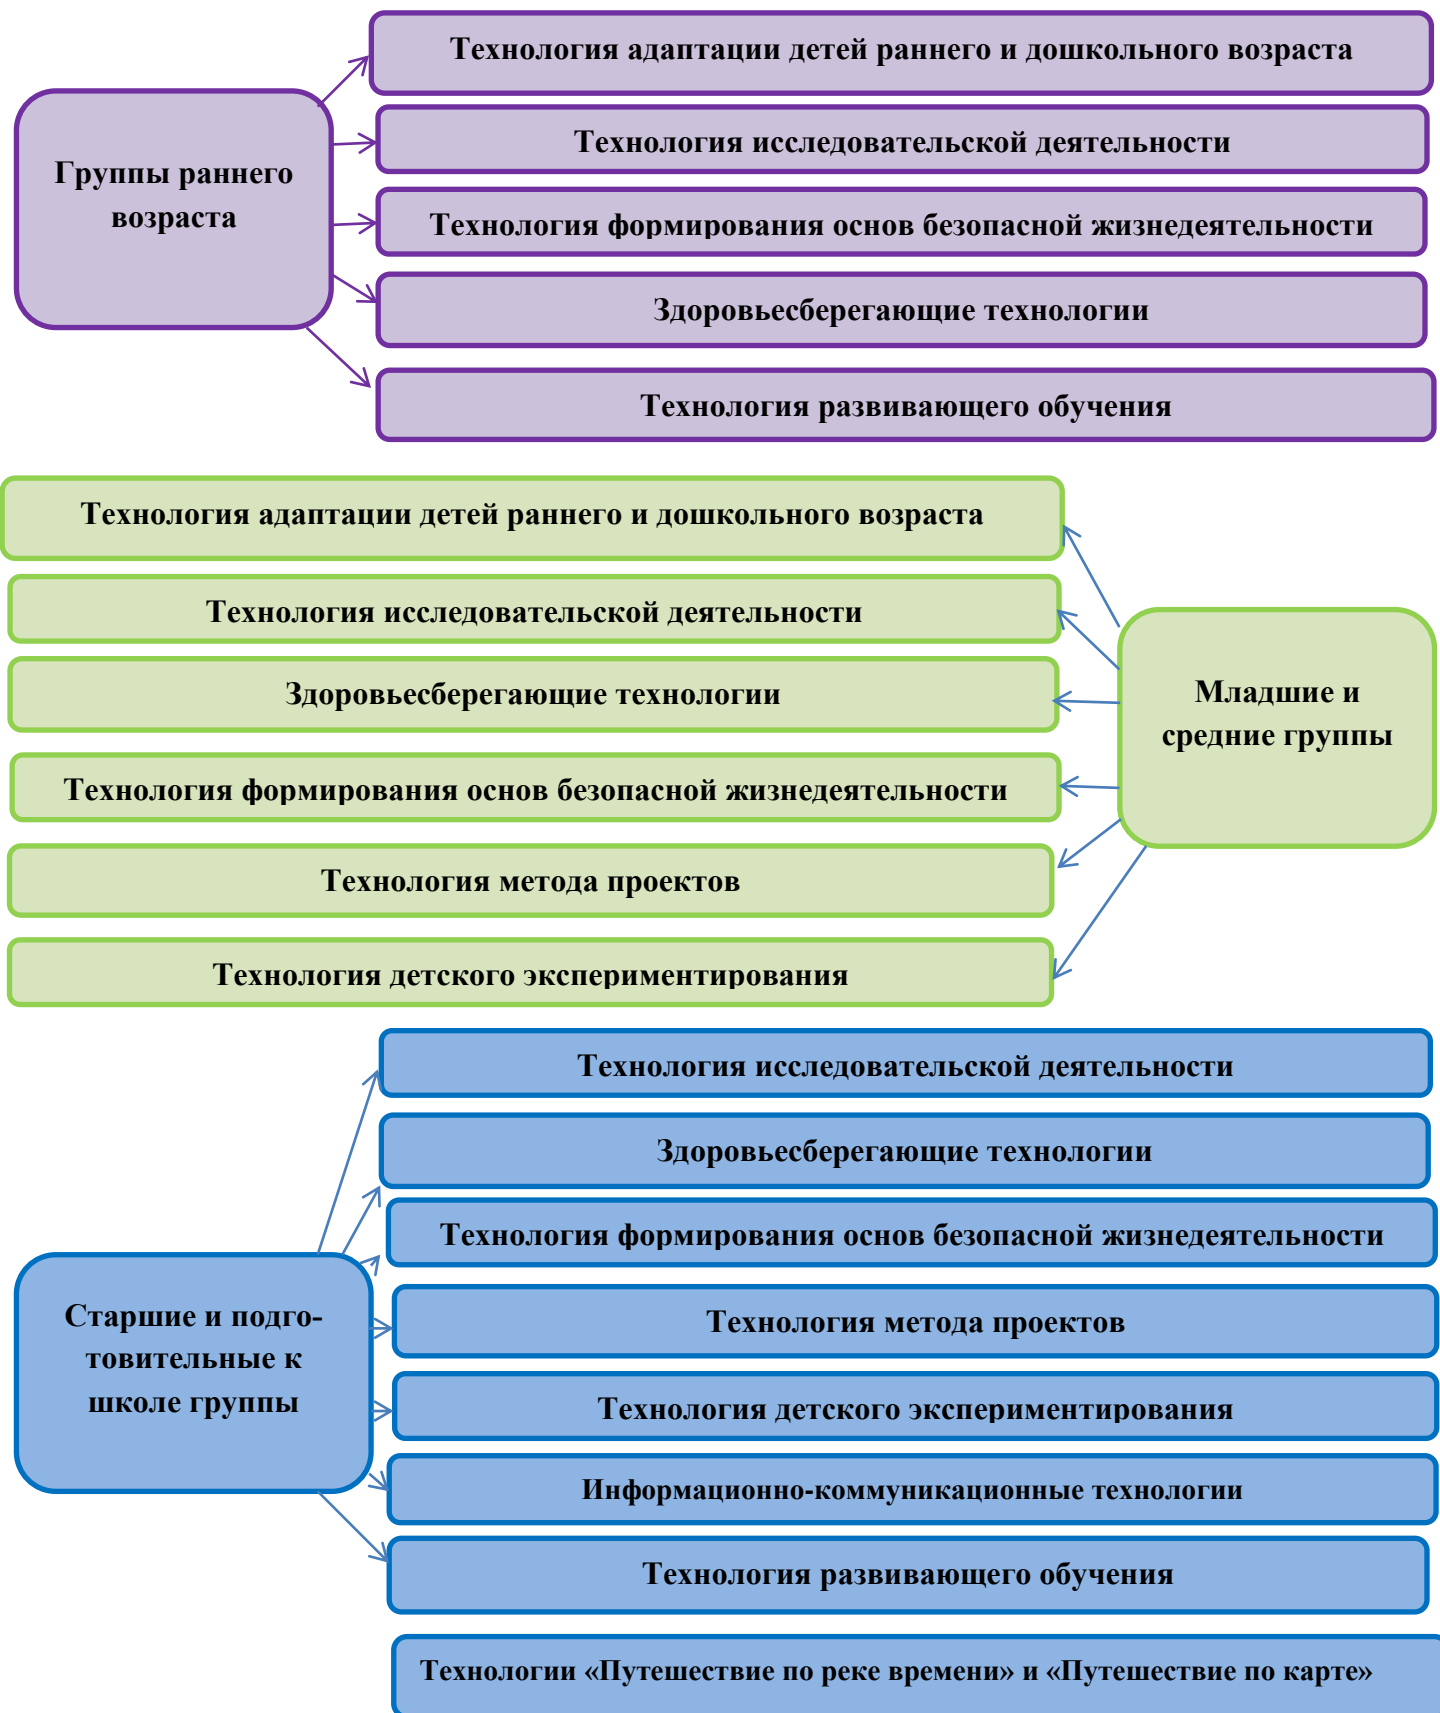 Технология адаптации детей раннего и дошкольного возраста
Технология исследовательской деятельности
Группы раннего
возраста
Технология формирования основ безопасной жизнедеятельности
Здоровьесберегающие технологии
Технология развивающего обучения
Технология адаптации детей раннего и дошкольного возраста
Технология исследовательской деятельности
Здоровьесберегающие технологии
Младшие и
средние группы
Технология формирования основ безопасной жизнедеятельности
Технология метода проектов
Технология детского экспериментирования
Технология исследовательской деятельности
Здоровьесберегающие технологии
Технология формирования основ безопасной жизнедеятельности
Старшие и подго-
товительные к
школе группы
Технология метода проектов
Технология детского экспериментирования
Информационно-коммуникационные технологии
Технология развивающего обучения
Технологии «Путешествие по реке времени» и «Путешествие по карте»